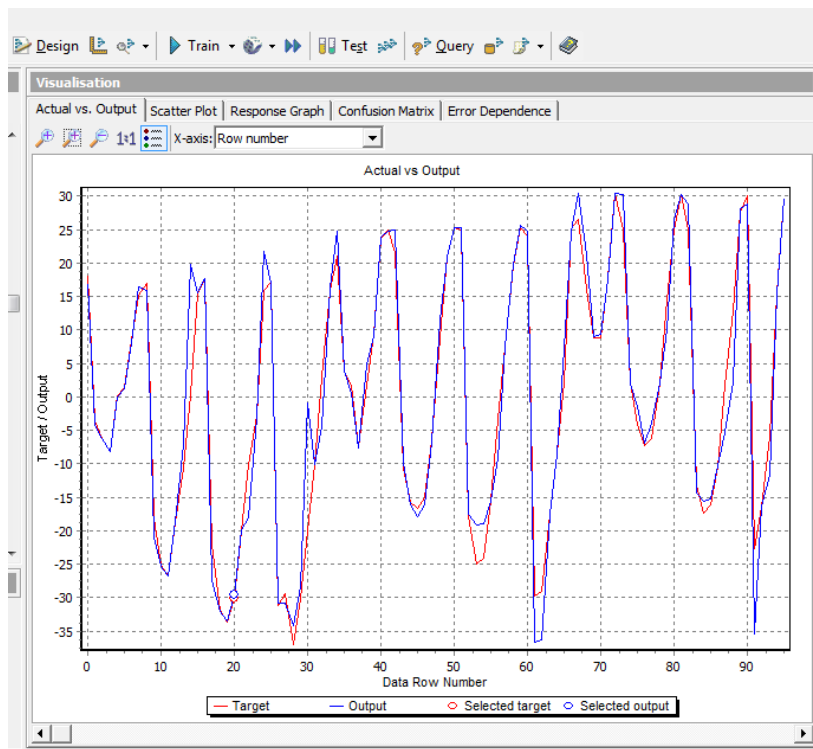 Design Train Test Query
Visualisation
Actual vs. Output Scatter Plot Response Graph Confusion Matrix Error Dependence
1:1 X-axis: Row number
Actual vs Output
30
25
20
15
10
5
0
-5
-10
-15
-20
-25
-30
-35
Target / Output
0 10 20 30 40 50 60 70 80 90
Data Row Number
Target Output Selected target Selected output